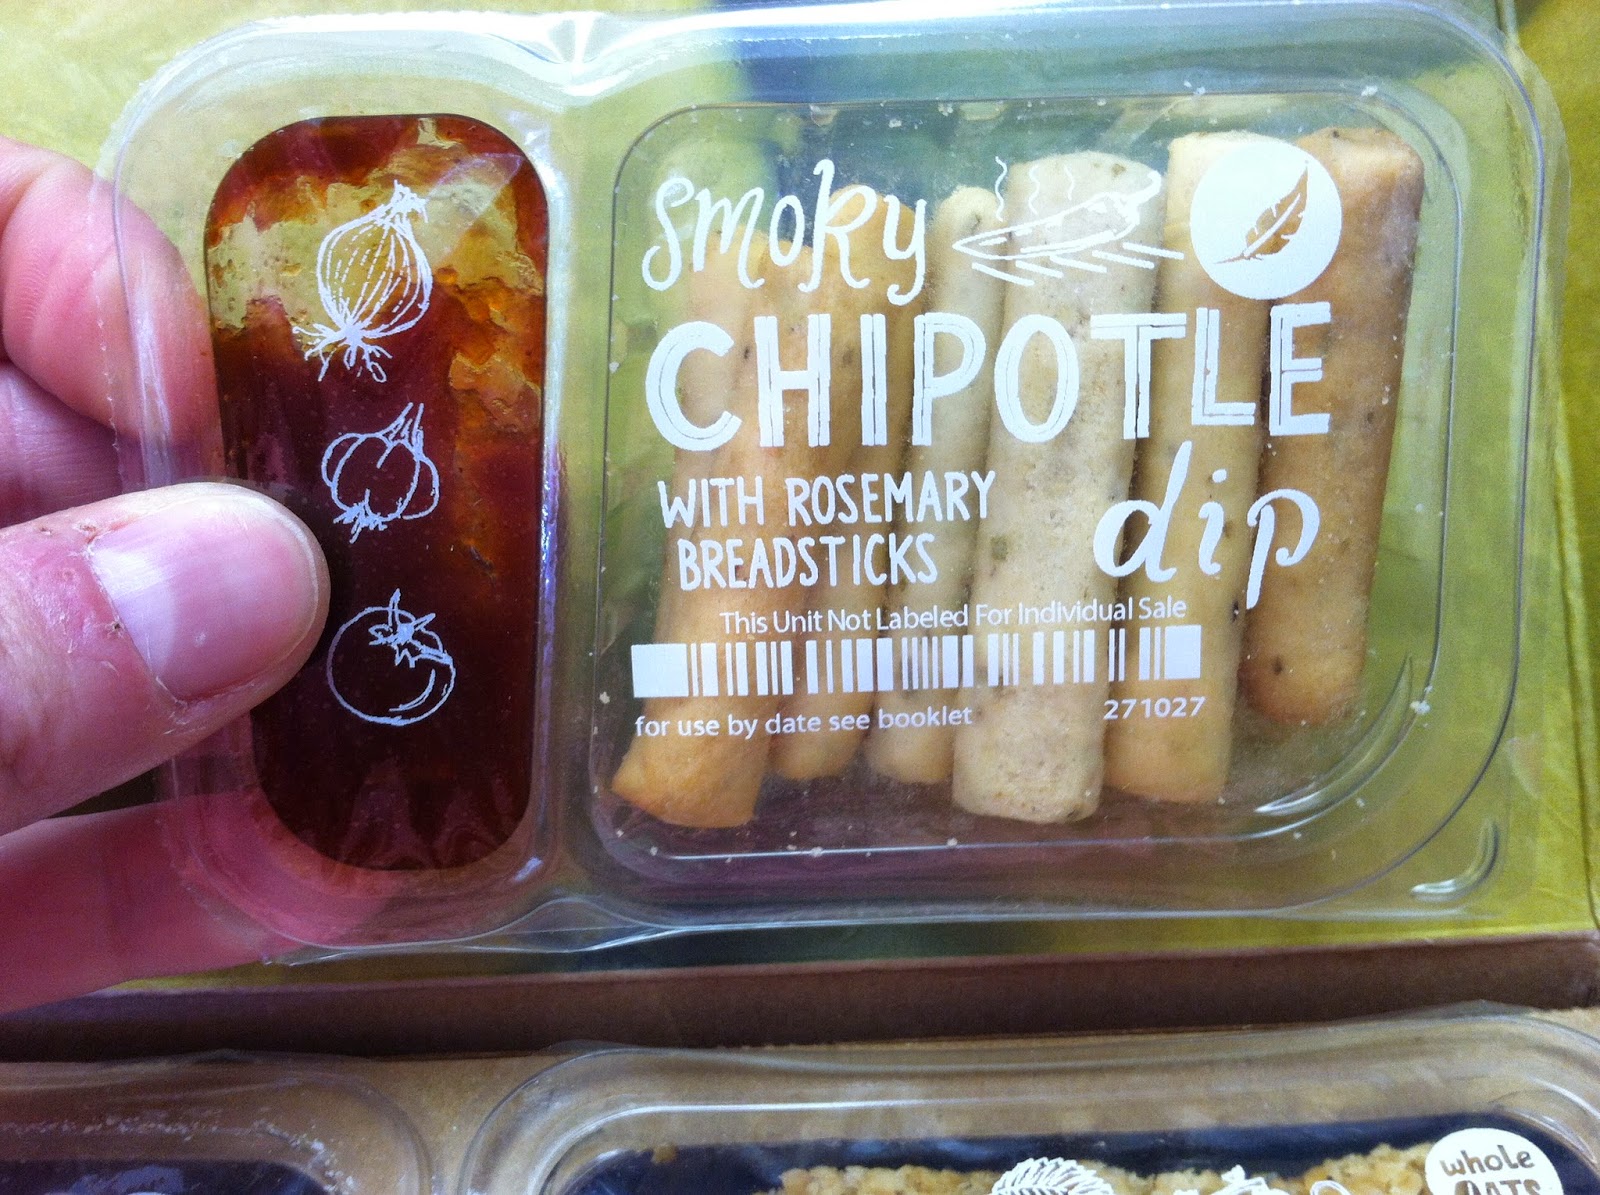 smoky
CHIPOTLE
dip
WITH ROSEMARY
BREADSTICKS
This Unit Not Labeled For Individual Sale
for use by date see booklet
271027
whole
OATS